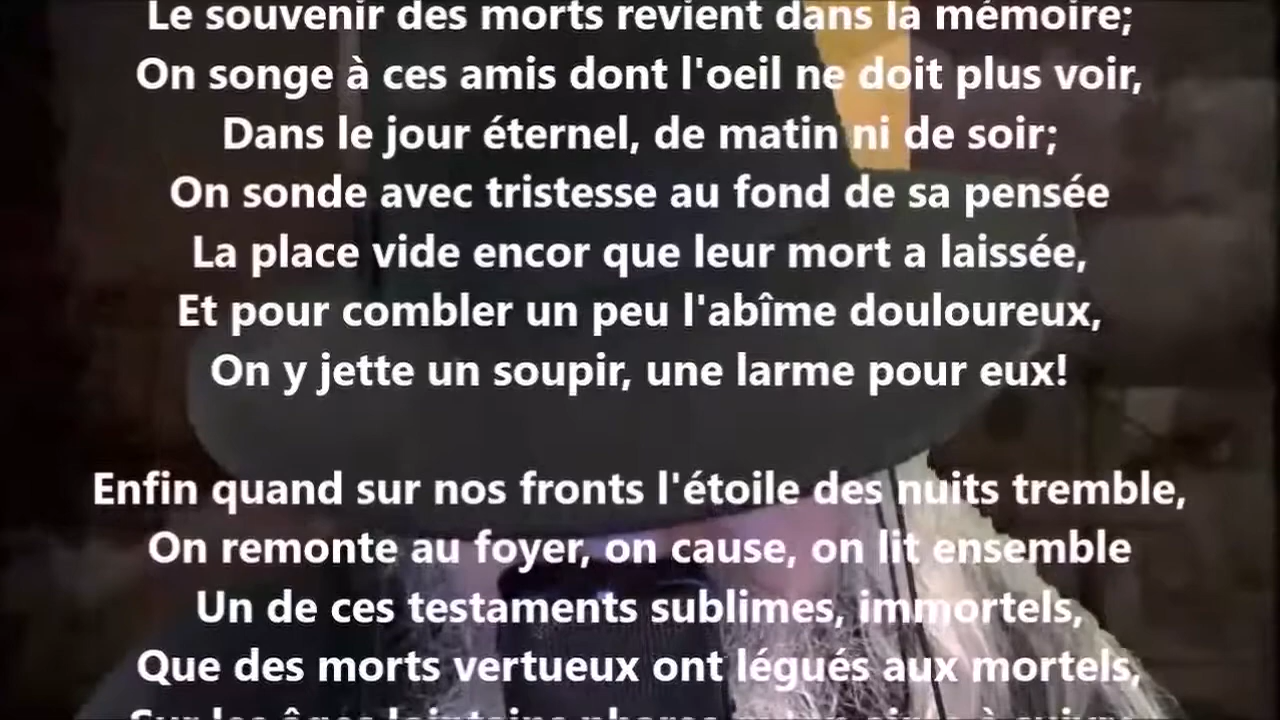 Le souvenir des morts revient dans la mémoire;
On songe à ces amis dont l'oeil ne doit plus voir,
Dans le jour éternel, de matin ni de soir;
On sonde avec tristesse au fond de sa pensée
La place vide encor que leur mort a laissée,
Et pour combler un peu l'abîme douloureux,
On y jette un soupir, une larme pour eux!
Enfin quand sur nos fronts l'étoile des nuits tremble,
On remonte au foyer, on cause, on lit ensemble
Un de ces testaments sublimes, immortels,
Que des morts vertueux ont légués aux mortels,